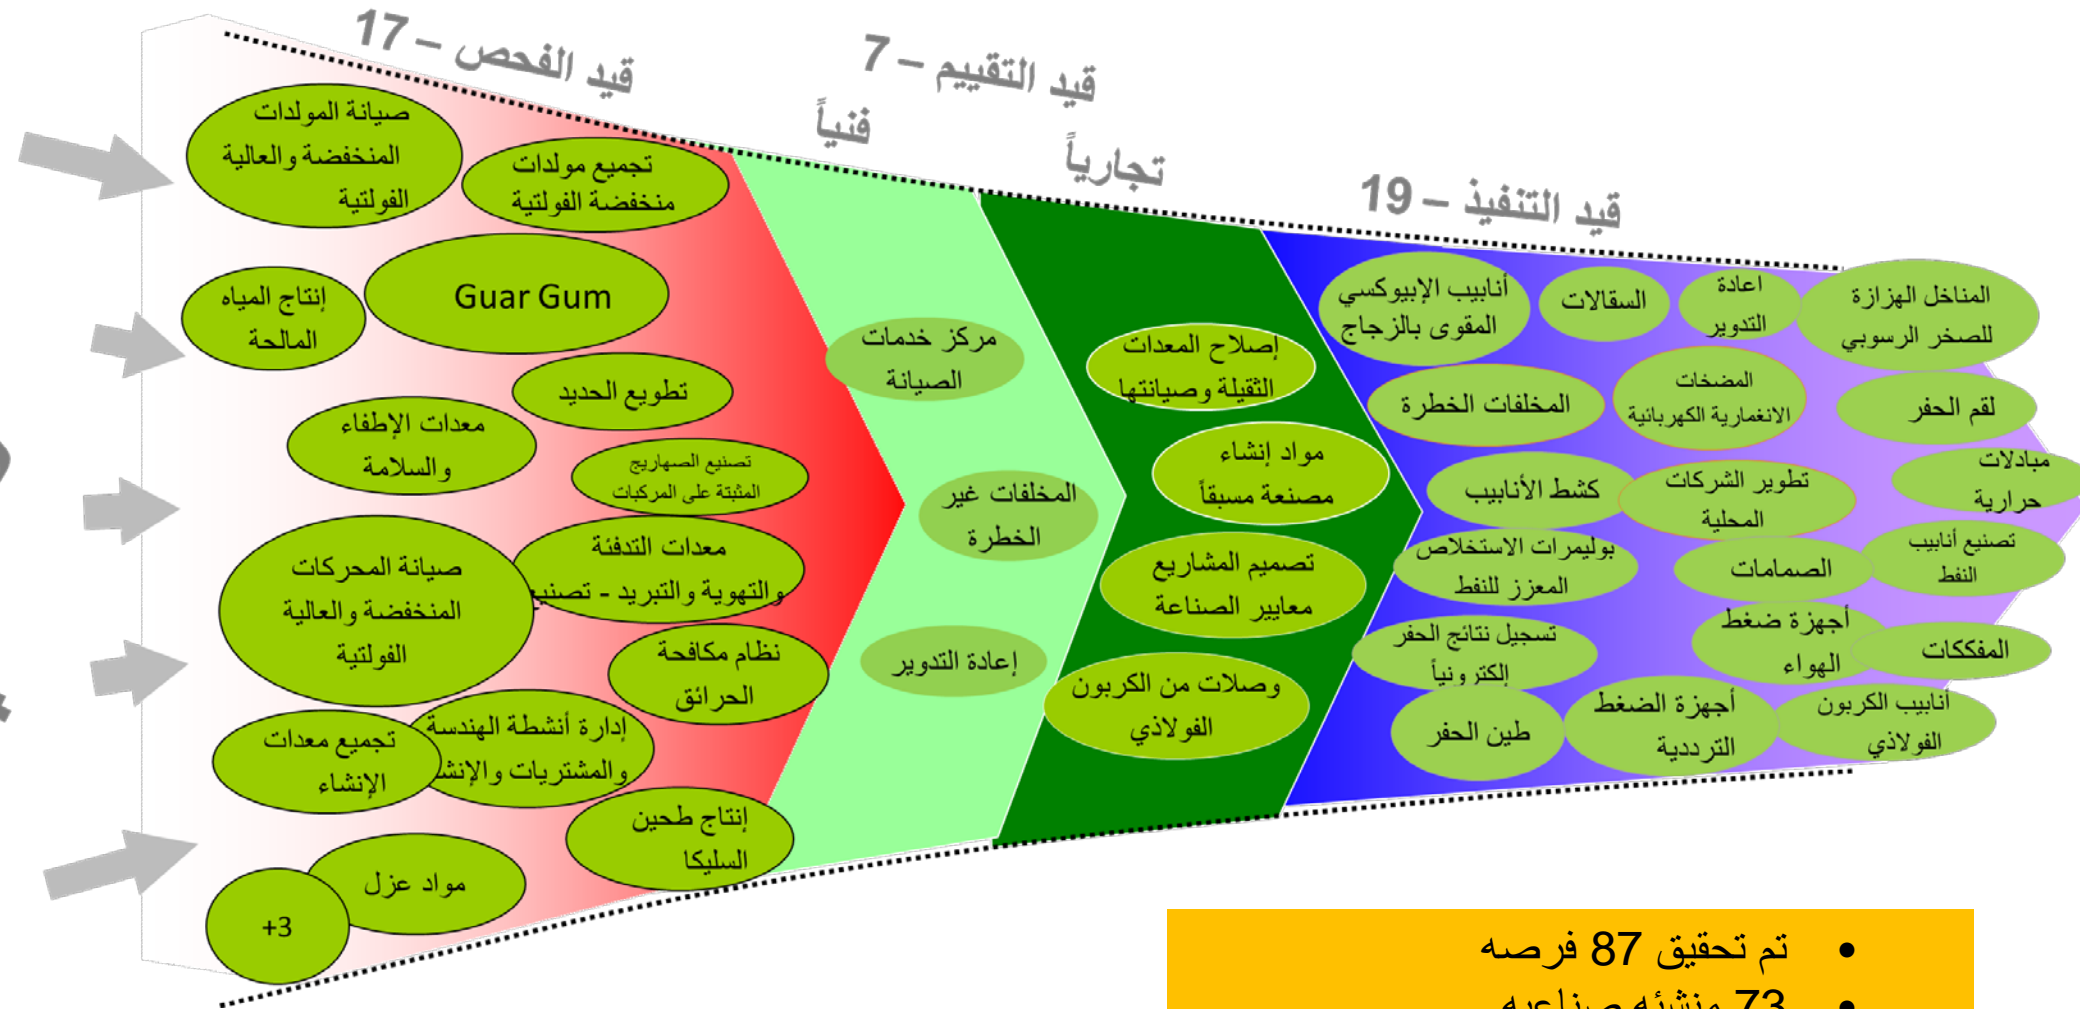 قيد الفحص – 17
قيد التقييم – 7
فنياً
تجارياً
قيد التنفيذ – 19
صيانة المولدات
المنخفضة والعالية
الفولتية
تجميع مولدات
منخفضة الفولتية
إنتاج المياه
المالحة
Guar Gum
تطويع الحديد
معدات الإطفاء
والسلامة
تصنيع الصهاريج
المثبتة على المركبات
صيانة المحركات
المنخفضة والعالية
الفولتية
معدات التدفئة
والتهوية والتبريد - تصنيع
نظام مكافحة
الحرائق
تجميع معدات
الإنشاء
إدارة أنشطة الهندسة
والمشتريات والإنش
إنتاج طحين
السليكا
مواد عزل
+3
مركز خدمات
الصيانة
المخلفات غير
الخطرة
إعادة التدوير
إصلاح المعدات
الثقيلة وصيانتها
مواد إنشاء
مصنعة مسبقاً
تصميم المشاريع
معايير الصناعة
وصلات من الكربون
الفولاذي
أنابيب الإبيوكسي
المقوى بالزجاج
السقالات
اعادة
التدوير
المناخل الهزازة
للصخر الرسوبي
المخلفات الخطرة
المضخات
الانغمارية الكهربائية
لقم الحفر
كشط الأنابيب
تطوير الشركات
المحلية
مبادلات
حرارية
بوليمرات الاستخلاص
المعزز للنفط
الصمامات
تصنيع أنابيب
النفط
تسجيل نتائج الحفر
إلكترونياً
أجهزة ضغط
الهواء
المفككات
طين الحفر
أجهزة الضغط
الترددية
أنابيب الكربون
الفولاذي
• تم تحقيق 87 فرصه
• 73 منشئه صناعيه